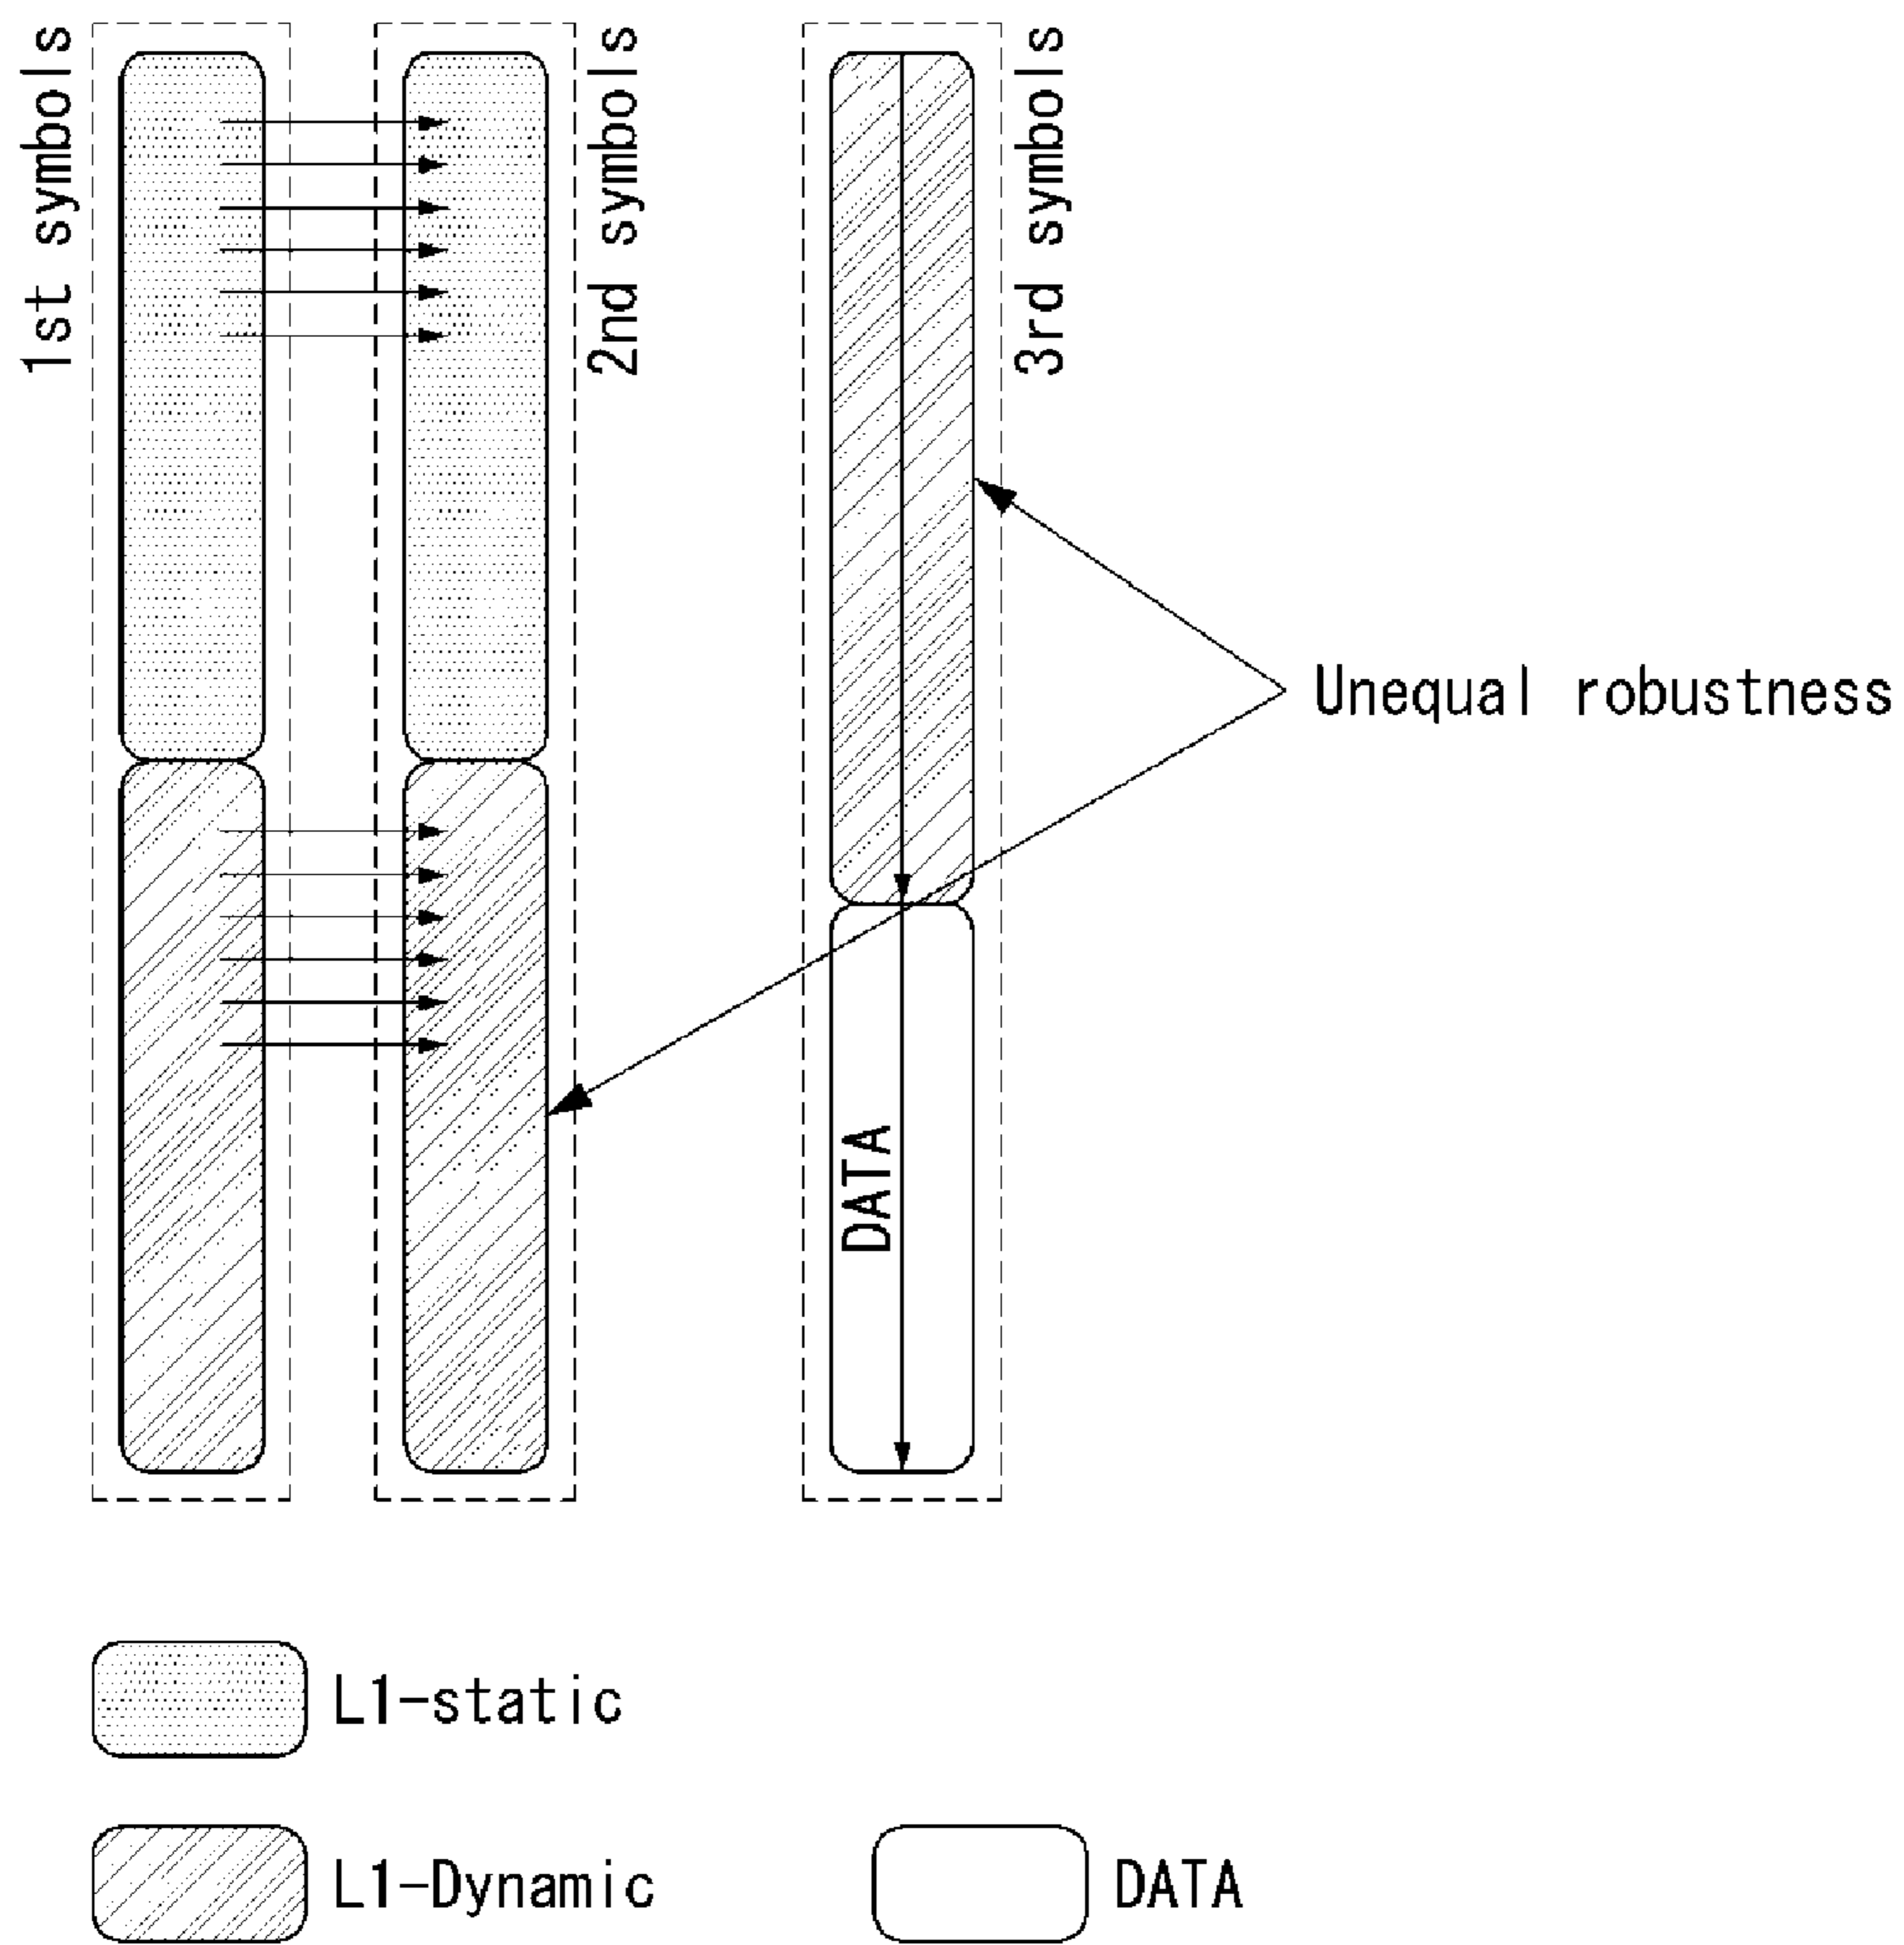 1st symbols
2nd symbols
3rd symbols
Unequal robustness
DATA
L1-static
L1-Dynamic
DATA